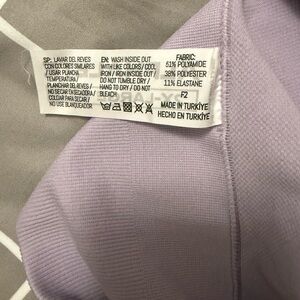 SP: LAVAR DEL REVES
CON COLORES SIMILARES
/ USAR PLANCHA
TEMPERATURA/
PLANCHAR DEL REVES /
NO SECAR EN SECADORA/
COLGAR PARA SECAR /
NO USE BLANQUEADOR
EN: WASH INSIDE OUT
WITH LIKE COLORS / COOL
IRON / IRON INSIDE OUT /
DO NOT TUMBLE DRY /
HANG DRY/ DO NOT
BLEACH
FABRIC:
51% POLYAMIDE
38% POLYESTER
11% ELASTANE
F2
MADE IN TURKIYE
HECHO EN TURKİYE